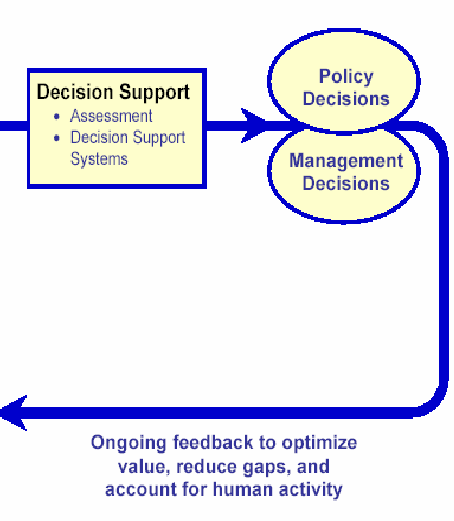 Decision Support
• Assessment
• Decision Support
Systems
Policy
Decisions
Management
Decisions
Ongoing feedback to optimize
value, reduce gaps, and
account for human activity